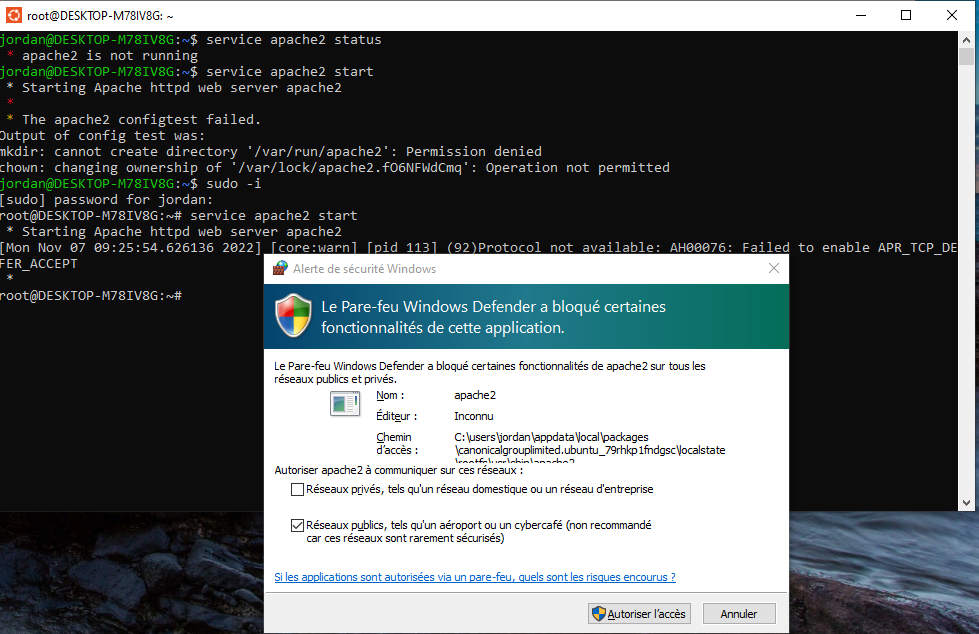 root@DESKTOP-M78IV8G: ~
jordan@DESKTOP-M78IV8G:~$ service apache2 status
* apache2 is not running
jordan@DESKTOP-M78IV8G:~$ service apache2 start
* Starting Apache httpd web server apache2
*
* The apache2 configtest failed.
Output of config test was:
mkdir: cannot create directory '/var/run/apache2': Permission denied
chown: changing ownership of '/var/lock/apache2.fO6NFWdCmq': Operation not permitted
jordan@DESKTOP-M78IV8G:~$ sudo -i
[sudo] password for jordan:
root@DESKTOP-M78IV8G:~# service apache2 start
* Starting Apache httpd web server apache2
[Mon Nov 07 09:25:54.626136 2022] [core:warn] [pid 113] (92)Protocol not available: AH00076: Failed to enable APR_TCP_DE
FER_ACCEPT
*
root@DESKTOP-M78IV8G:~#
Alerte de sécurité Windows
Le Pare-feu Windows Defender a bloqué certaines
fonctionnalités de cette application.
Le Pare-feu Windows Defender a bloqué certaines fonctionnalités de apache2 sur tous les
réseaux publics et privés.
Nom : apache2
Éditeur : Inconnu
Chemin C:\users\jordan\appdata\local\packages
d'accès : \canonicalgrouplimited.ubuntu_79rhkp1fndgsc\localstate
\rootfs\usr\sbin\apache2
Autoriser apache2 à communiquer sur ces réseaux :
Réseaux privés, tels qu'un réseau domestique ou un réseau d'entreprise
Réseaux publics, tels qu'un aéroport ou un cybercafé (non recommandé
car ces réseaux sont rarement sécurisés)
Si les applications sont autorisées via un pare-feu, quels sont les risques encourus ?
Autoriser l'accès
Annuler